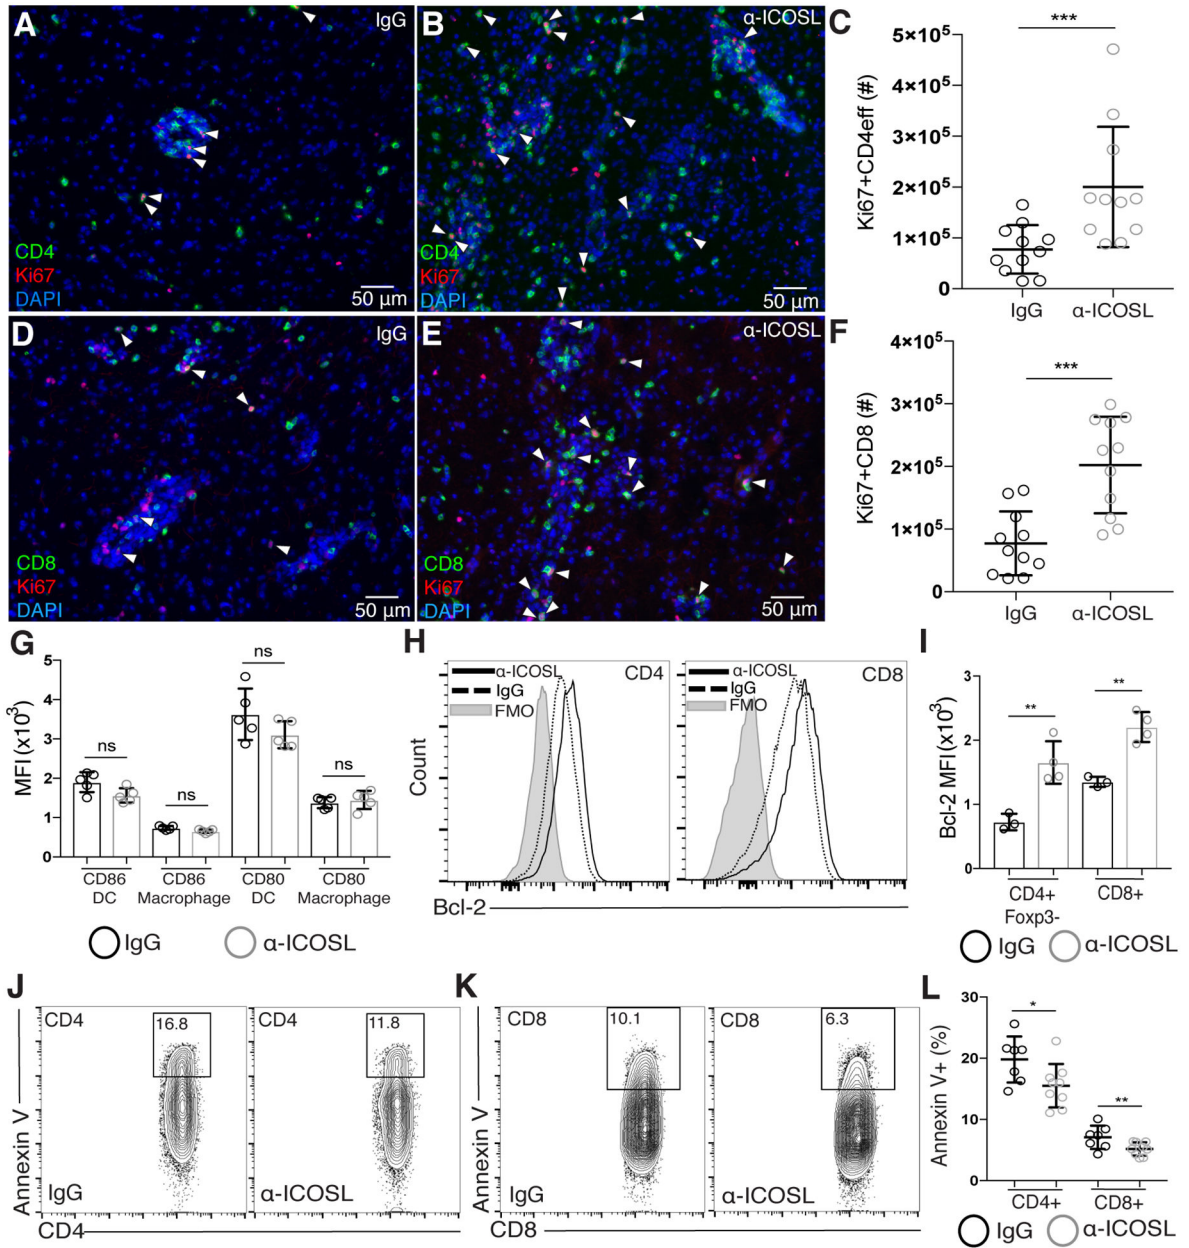 A
IgG
CD4
Ki67
DAPI
50 µm
B
α-ICOSL
CD4
Ki67
DAPI
50 µm
C
Ki67+CD4eff (#)
5×10⁵
4×10⁵
3×10⁵
2×10⁵
1×10⁵
0
***
IgG
α-ICOSL
D
IgG
CD8
Ki67
DAPI
50 µm
E
α-ICOSL
CD8
Ki67
DAPI
50 µm
F
Ki67+CD8 (#)
4×10⁵
3×10⁵
2×10⁵
1×10⁵
0
***
IgG
α-ICOSL
G
MFI (x10³)
5
4
3
2
1
0
ns
ns
ns
ns
CD86
DC
CD86
Macrophage
CD80
DC
CD80
Macrophage
IgG
α-ICOSL
H
Count
α-ICOSL
IgG
FMO
CD4
α-ICOSL
IgG
FMO
CD8
Bcl-2
I
Bcl-2 MFI (x10³)
3
2
1
0
**
**
CD4+
Foxp3-
CD8+
IgG
α-ICOSL
J
Annexin V
CD4
16.8
IgG
CD4
11.8
α-ICOSL
CD4
K
Annexin V
CD8
10.1
IgG
CD8
6.3
α-ICOSL
CD8
L
Annexin V+ (%)
30
20
10
0
*
**
CD4+
CD8+
IgG
α-ICOSL